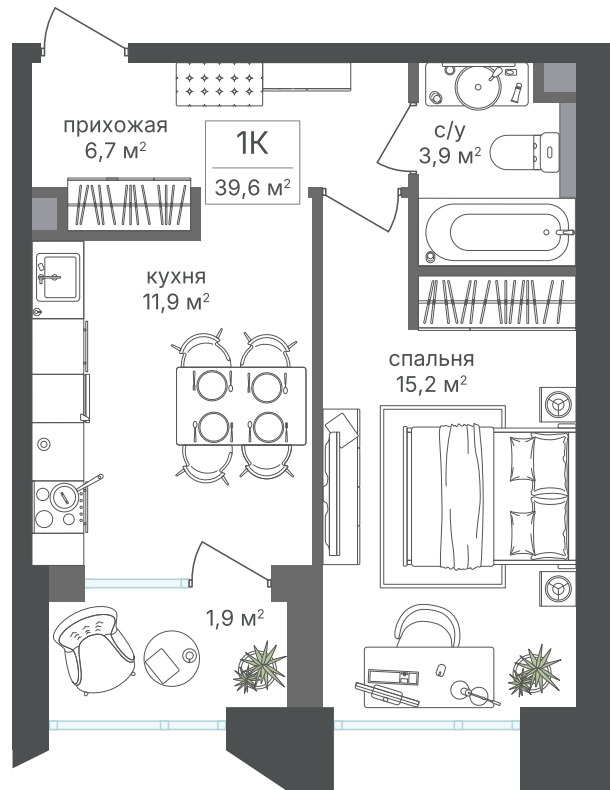 прихожая
6,7 м²
1К
39,6 м²
с/у
3,9 м²
кухня
11,9 м²
спальня
15,2 м²
1,9 м²